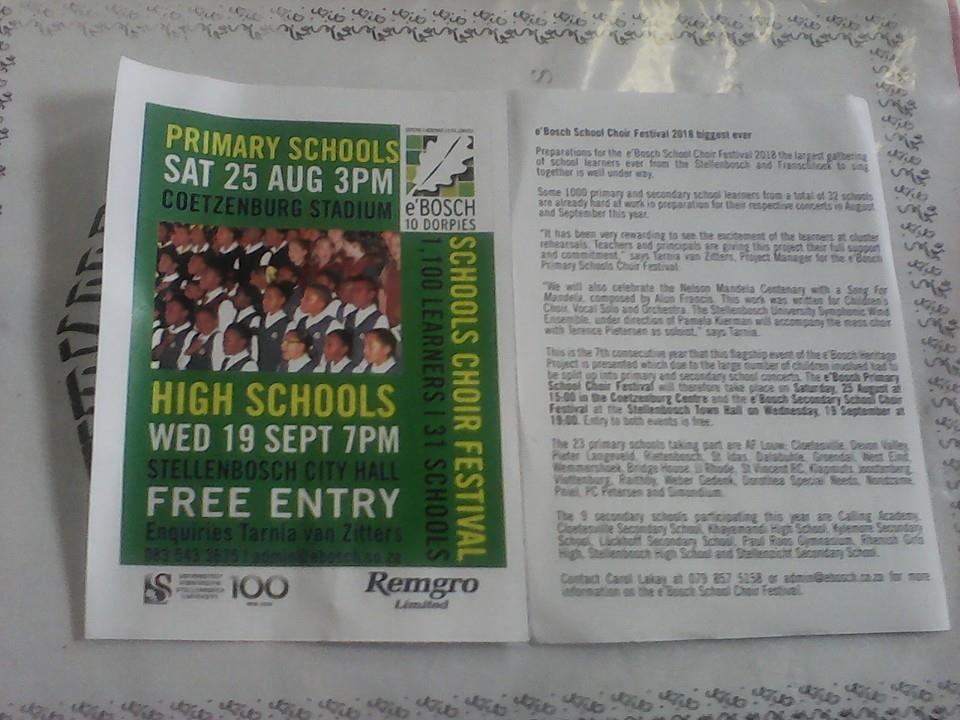 PRIMARY SCHOOLS
SAT 25 AUG 3PM
COETZENBURG STADIUM
e'BOSCH
10 DORPIES
SCHOOLS CHOIR FESTIVAL
1,100 LEARNERS | 31 SCHOOLS
HIGH SCHOOLS
WED 19 SEPT 7PM
STELLENBOSCH CITY HALL
FREE ENTRY
Enquiries Tarnia van Zitters
083 543 3635 | admin@ebosch.co.za
100
Remgro
Limited
e'Bosch School Choir Festival 2018 biggest ever
Preparations for the e'Bosch School Choir Festival 2018 the largest gathering
of school learners ever from the Stellenbosch and Franschhoek to sing
together is well under way.
Some 1000 primary and secondary school learners from a total of 32 schools
are already hard at work in preparation for their respective concerts in August
and September this year.
"It has been very rewarding to see the excitement of the learners at cluster
rehearsals. Teachers and principals are giving this project their full support
and commitment," says Tarnia van Zitters, Project Manager for the e'Bosch
Primary Schools Choir Festival.
"We will also celebrate the Nelson Mandela Centenary with a Song For
Mandela, composed by Alun Francis. This work was written for Children's
Choir, Vocal Solo and Orchestra. The Stellenbosch University Symphonic Wind
Ensemble, under direction of Pamela Kierman will accompany the mass choir
with Terence Pietersen as soloist," says Tarnia.
This is the 7th consecutive year that this flagship event of the e'Bosch Heritage
Project is presented which due to the large number of children involved had to
be split up into primary and secondary school concerts. The e'Bosch Primary
School Choir Festival will therefore take place on Saturday, 25 August at
15:00 in the Coetzenburg Centre and the e'Bosch Secondary School Choir
Festival at the Stellenbosch Town Hall on Wednesday, 19 September at
19:00. Entry to both events is free.
The 23 primary schools taking part are AF Louw, Cloetesville, Devon Valley,
Pieter Langeveld, Rietenbosch, St Idas, Dalubuhle, Groendal, West End,
Wemmershoek, Bridge House, JJ Rhode, St Vincent RC, Klapmuts, Joostenberg,
Vlottenburg, Raithby, Weber Gedenk, Dorothea Special Needs, Nondzame,
Pniel, PC Petersen and Simondium.
The 9 secondary schools participating this year are Calling Academy,
Cloetesville Secondary School, Khayamandi High School, Kylemore Secondary
School, Luckhoff Secondary School, Paul Roos Gymnasium, Rhenish Girls
High, Stellenbosch High School and Stellenzicht Secondary School.
Contact Carol Lakay at 079 857 5158 or admin@ebosch.co.za for more
information on the e'Bosch School Choir Festival.